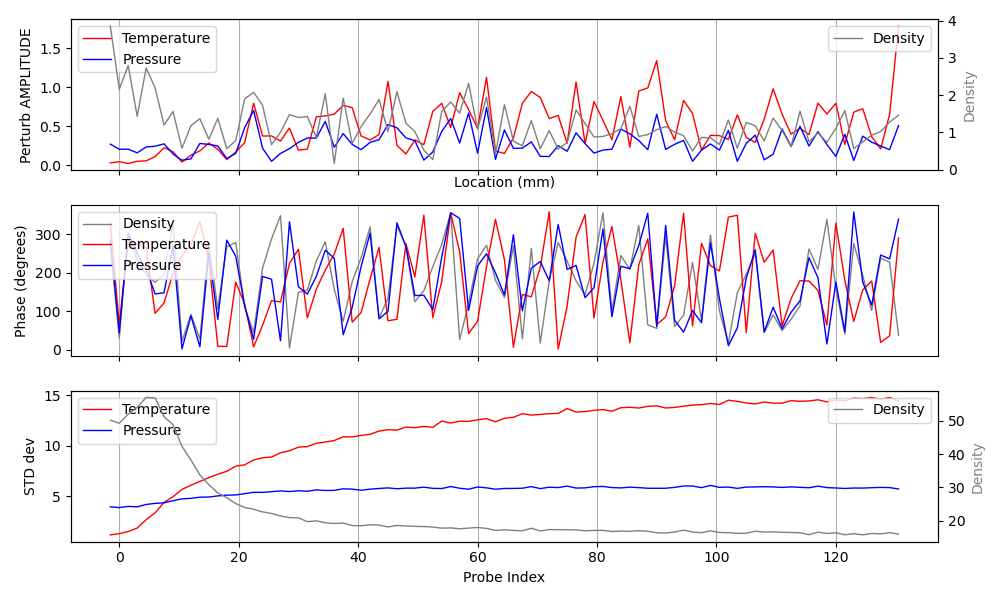 Perturb AMPLITUDE
1.5
1.0
0.5
0.0
Temperature
Pressure
Density
4
3
2
1
0
Density
Location (mm)
Phase (degrees)
300
200
100
0
Density
Temperature
Pressure
STD dev
15
10
5
Temperature
Pressure
Density
50
40
30
20
Density
0 20 40 60 80 100 120
Probe Index